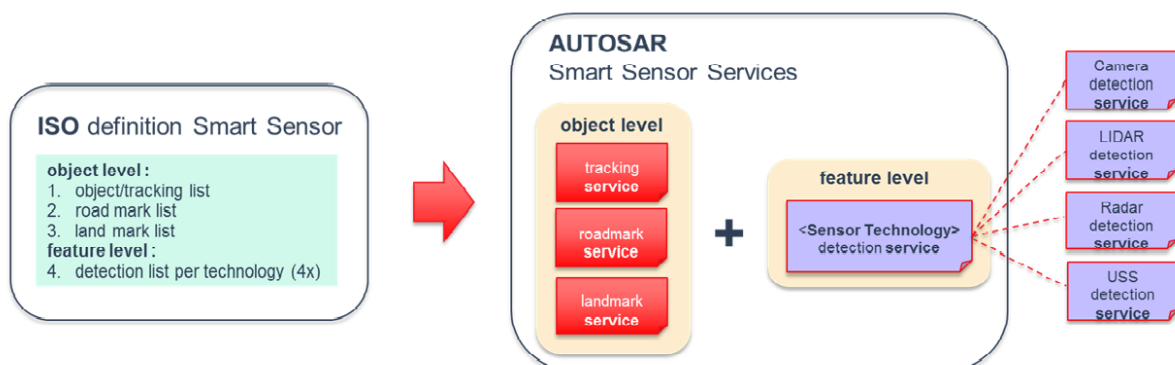 ISO definition Smart Sensor
object level :
1. object/tracking list
2. road mark list
3. land mark list
feature level :
4. detection list per technology (4x)
AUTOSAR
Smart Sensor Services
object level
tracking
service
roadmark
service
landmark
service
+
feature level
<Sensor Technology>
detection service
Camera
detection
service
LIDAR
detection
service
Radar
detection
service
USS
detection
service